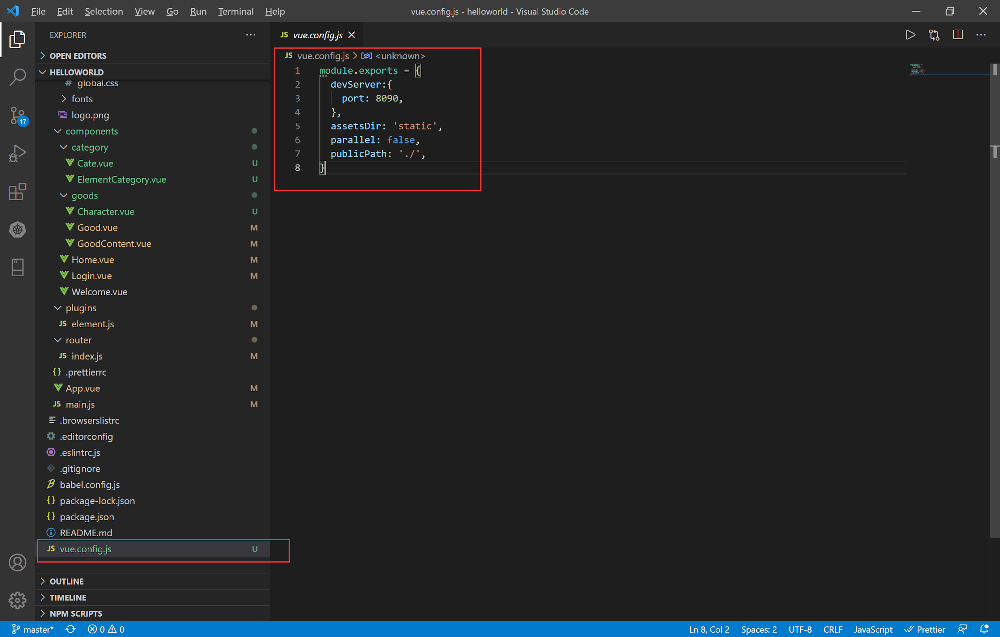 File Edit Selection View Go Run Terminal Help vue.config.js - helloworld - Visual Studio Code
EXPLORER
OPEN EDITORS
HELLOWORLD
# global.css
fonts
logo.png
components
category
Cate.vue U
ElementCategory.vue U
goods
Character.vue U
Good.vue M
GoodContent.vue M
Home.vue M
Login.vue M
Welcome.vue
plugins
JS element.js M
router
JS index.js M
{} .prettierrc
App.vue M
JS main.js M
.browserslistrc
.editorconfig
.eslintrc.js
.gitignore
babel.config.js
{} package-lock.json
{} package.json
README.md
JS vue.config.js U
OUTLINE
TIMELINE
NPM SCRIPTS
17
JS vue.config.js
JS vue.config.js > <unknown>
1 module.exports = {
2 devServer:{
3 port: 8090,
4 },
5 assetsDir: 'static',
6 parallel: false,
7 publicPath: './',
8 }
master* 0 0 Ln 8, Col 2 Spaces: 2 UTF-8 CRLF JavaScript Prettier